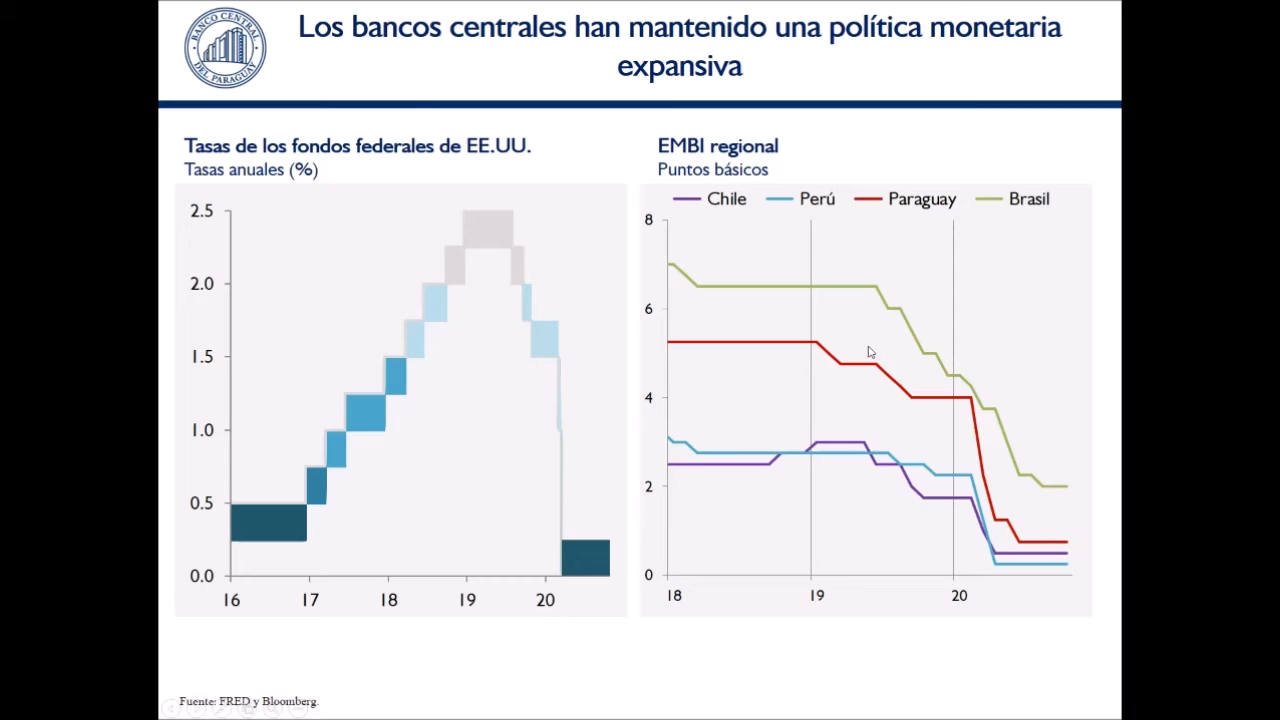 BANCO CENTRAL
DEL PARAGUAY
Los bancos centrales han mantenido una política monetaria
expansiva
Tasas de los fondos federales de EE.UU.
Tasas anuales (%)
2.5
2.0
1.5
1.0
0.5
0.0
16 17 18 19 20
EMBI regional
Puntos básicos
Chile Perú Paraguay Brasil
8
6
4
2
0
18 19 20
Fuente: FRED y Bloomberg.